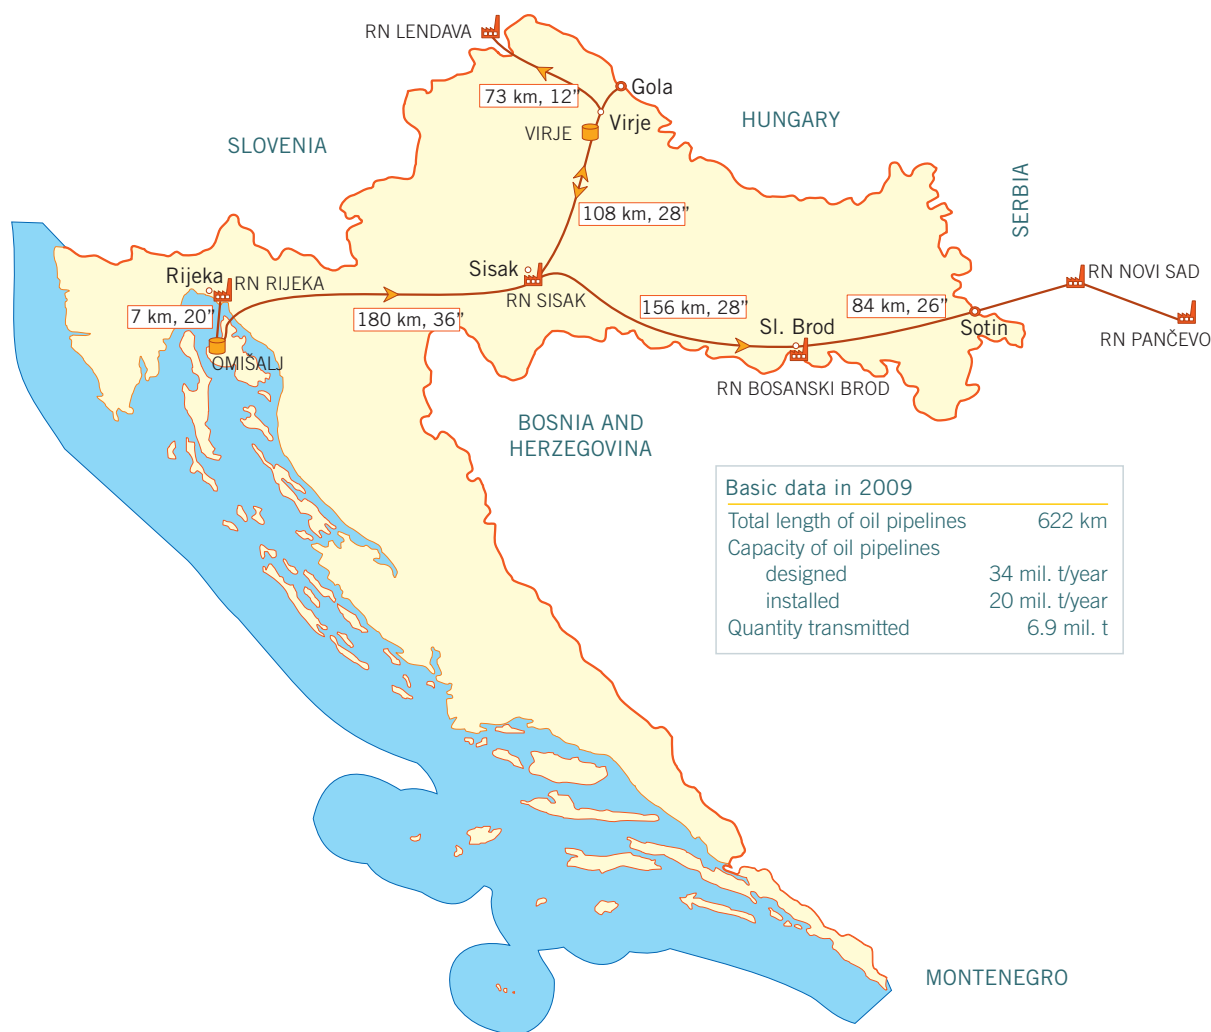 RN LENDAVA
Gola
73 km, 12”
Virje
VIRJE
HUNGARY
SLOVENIA
SERBIA
108 km, 28”
Sisak
Rijeka
RN RIJEKA
RN NOVI SAD
RN SISAK
7 km, 20”
180 km, 36”
156 km, 28”
84 km, 26”
Sl. Brod
Sotin
RN PANČEVO
OMIŠALJ
RN BOSANSKI BROD
BOSNIA AND
HERZEGOVINA
Basic data in 2009
Total length of oil pipelines 622 km
Capacity of oil pipelines
designed 34 mil. t/year
installed 20 mil. t/year
Quantity transmitted 6.9 mil. t
MONTENEGRO